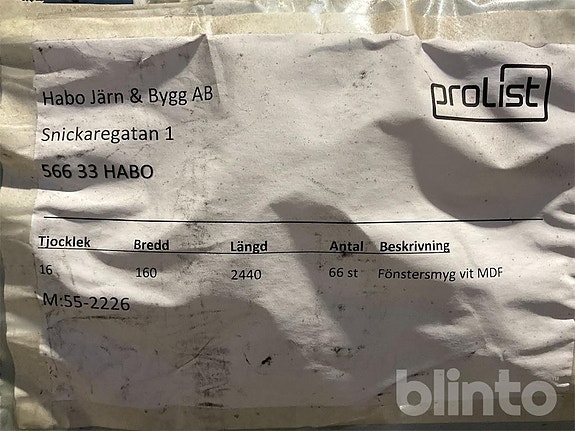 Habo Järn & Bygg AB
proList
Snickaregatan 1
566 33 HABO
Tjocklek Bredd Längd Antal Beskrivning
16 160 2440 66 st Fönstersmyg vit MDF
M:55-2226
blinto